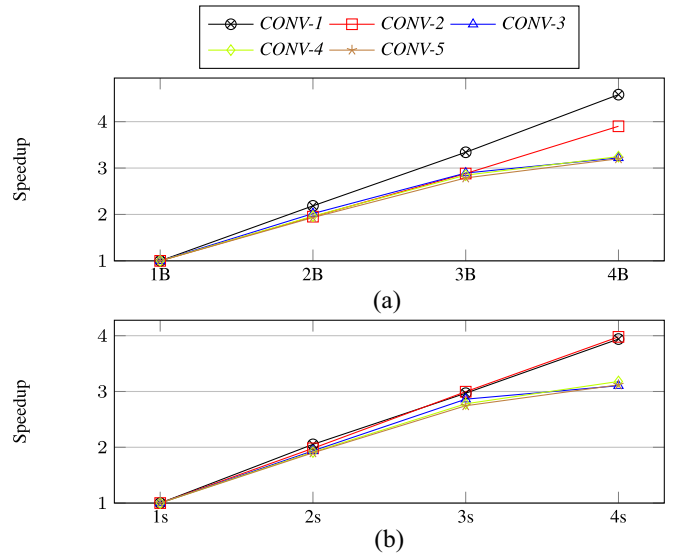 CONV-1 CONV-2 CONV-3
CONV-4 CONV-5
4
3
2
1
Speedup
1B 2B 3B 4B
(a)
4
3
2
1
Speedup
1s 2s 3s 4s
(b)